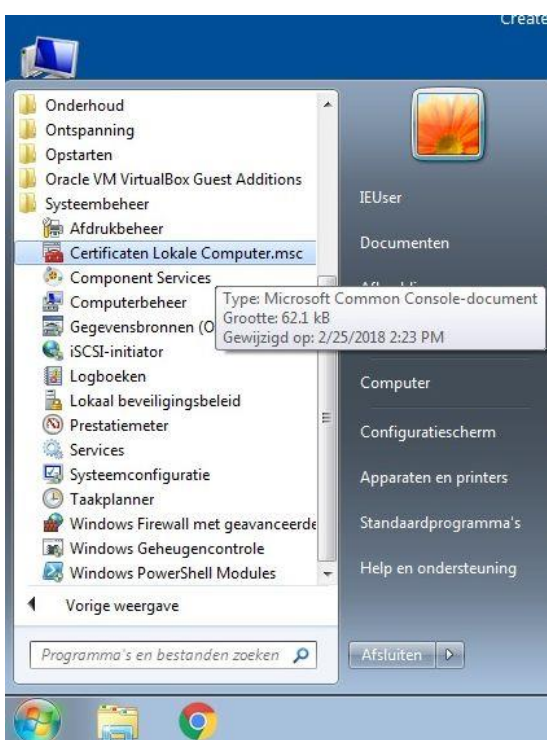 Create
Onderhoud
Ontspanning
Opstarten
Oracle VM VirtualBox Guest Additions
Systeembeheer
Afdrukbeheer
Certificaten Lokale Computer.msc
Component Services
Computerbeheer
Gegevensbronnen (O
iSCSI-initiator
Logboeken
Lokaal beveiligingsbeleid
Prestatiemeter
Services
Systeemconfiguratie
Taakplanner
Windows Firewall met geavanceerde
Windows Geheugencontrole
Windows PowerShell Modules
Vorige weergave
Programma's en bestanden zoeken
Type: Microsoft Common Console-document
Grootte: 62.1 kB
Gewijzigd op: 2/25/2018 2:23 PM
IEUser
Documenten
Computer
Configuratiescherm
Apparaten en printers
Standaardprogramma's
Help en ondersteuning
Afsluiten